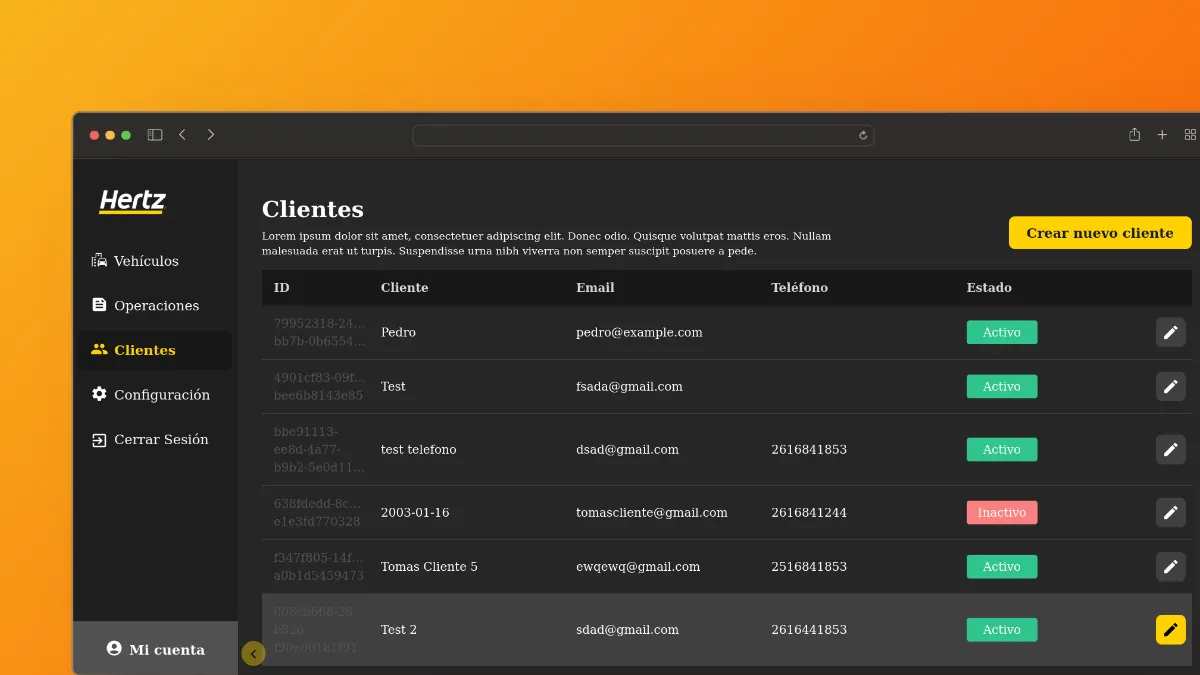 Hertz
Vehículos
Operaciones
Clientes
Configuración
Cerrar Sesión
Mi cuenta
Clientes
Lorem ipsum dolor sit amet, consectetuer adipiscing elit. Donec odio. Quisque volutpat mattis eros. Nullam
malesuada erat ut turpis. Suspendisse urna nibh viverra non semper suscipit posuere a pede.
Crear nuevo cliente
ID Cliente Email Teléfono Estado
79952318-24...
bb7b-0b6554...
Pedro pedro@example.com Activo
4901cf83-09f...
bee6b8143e85
Test fsada@gmail.com Activo
bbe91113-
ee8d-4a77-
b9b2-5e0d11...
test telefono dsad@gmail.com 2616841853 Activo
638fdedd-8c...
e1e3fd770328
2003-01-16 tomascliente@gmail.com 2616841244 Inactivo
f347f805-14f...
a0b1d5459473
Tomas Cliente 5 ewqewq@gmail.com 2516841853 Activo
Test 2 sdad@gmail.com 2616441853 Activo